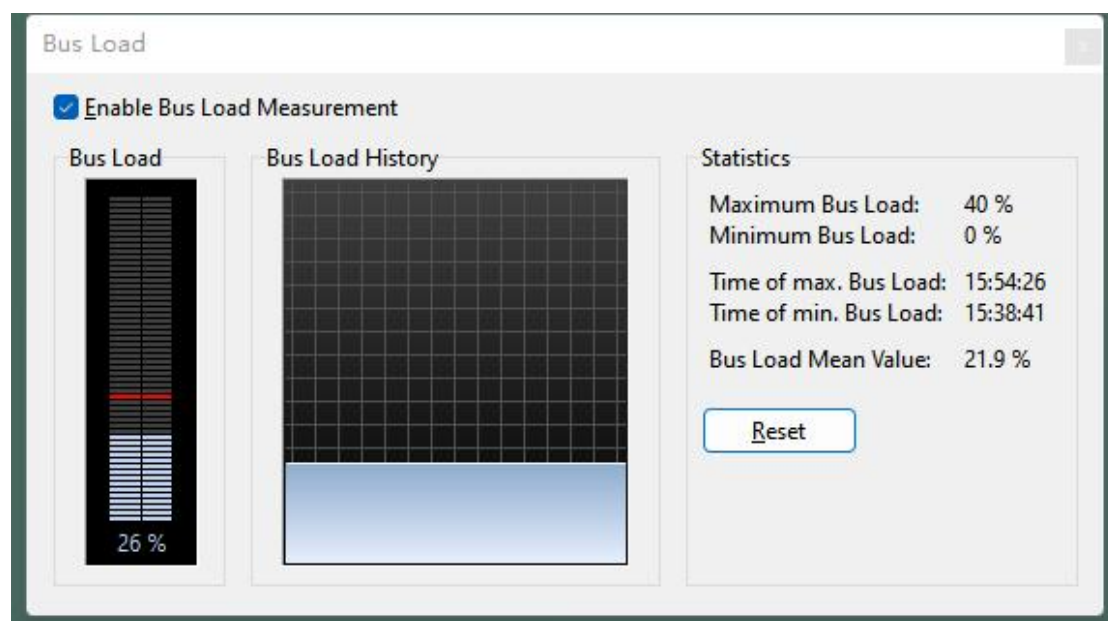 Bus Load
Enable Bus Load Measurement
Bus Load
26 %
Bus Load History
Statistics
Maximum Bus Load: 40 %
Minimum Bus Load: 0 %
Time of max. Bus Load: 15:54:26
Time of min. Bus Load: 15:38:41
Bus Load Mean Value: 21.9 %
Reset